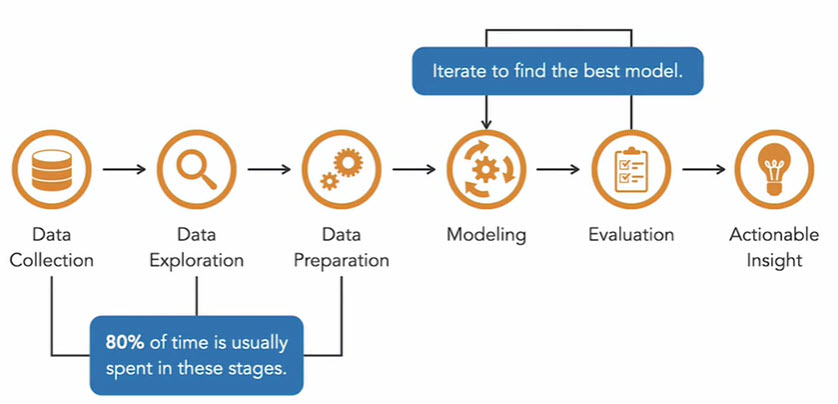 Iterate to find the best model.
Data
Collection
Data
Exploration
Data
Preparation
Modeling
Evaluation
Actionable
Insight
80% of time is usually
spent in these stages.